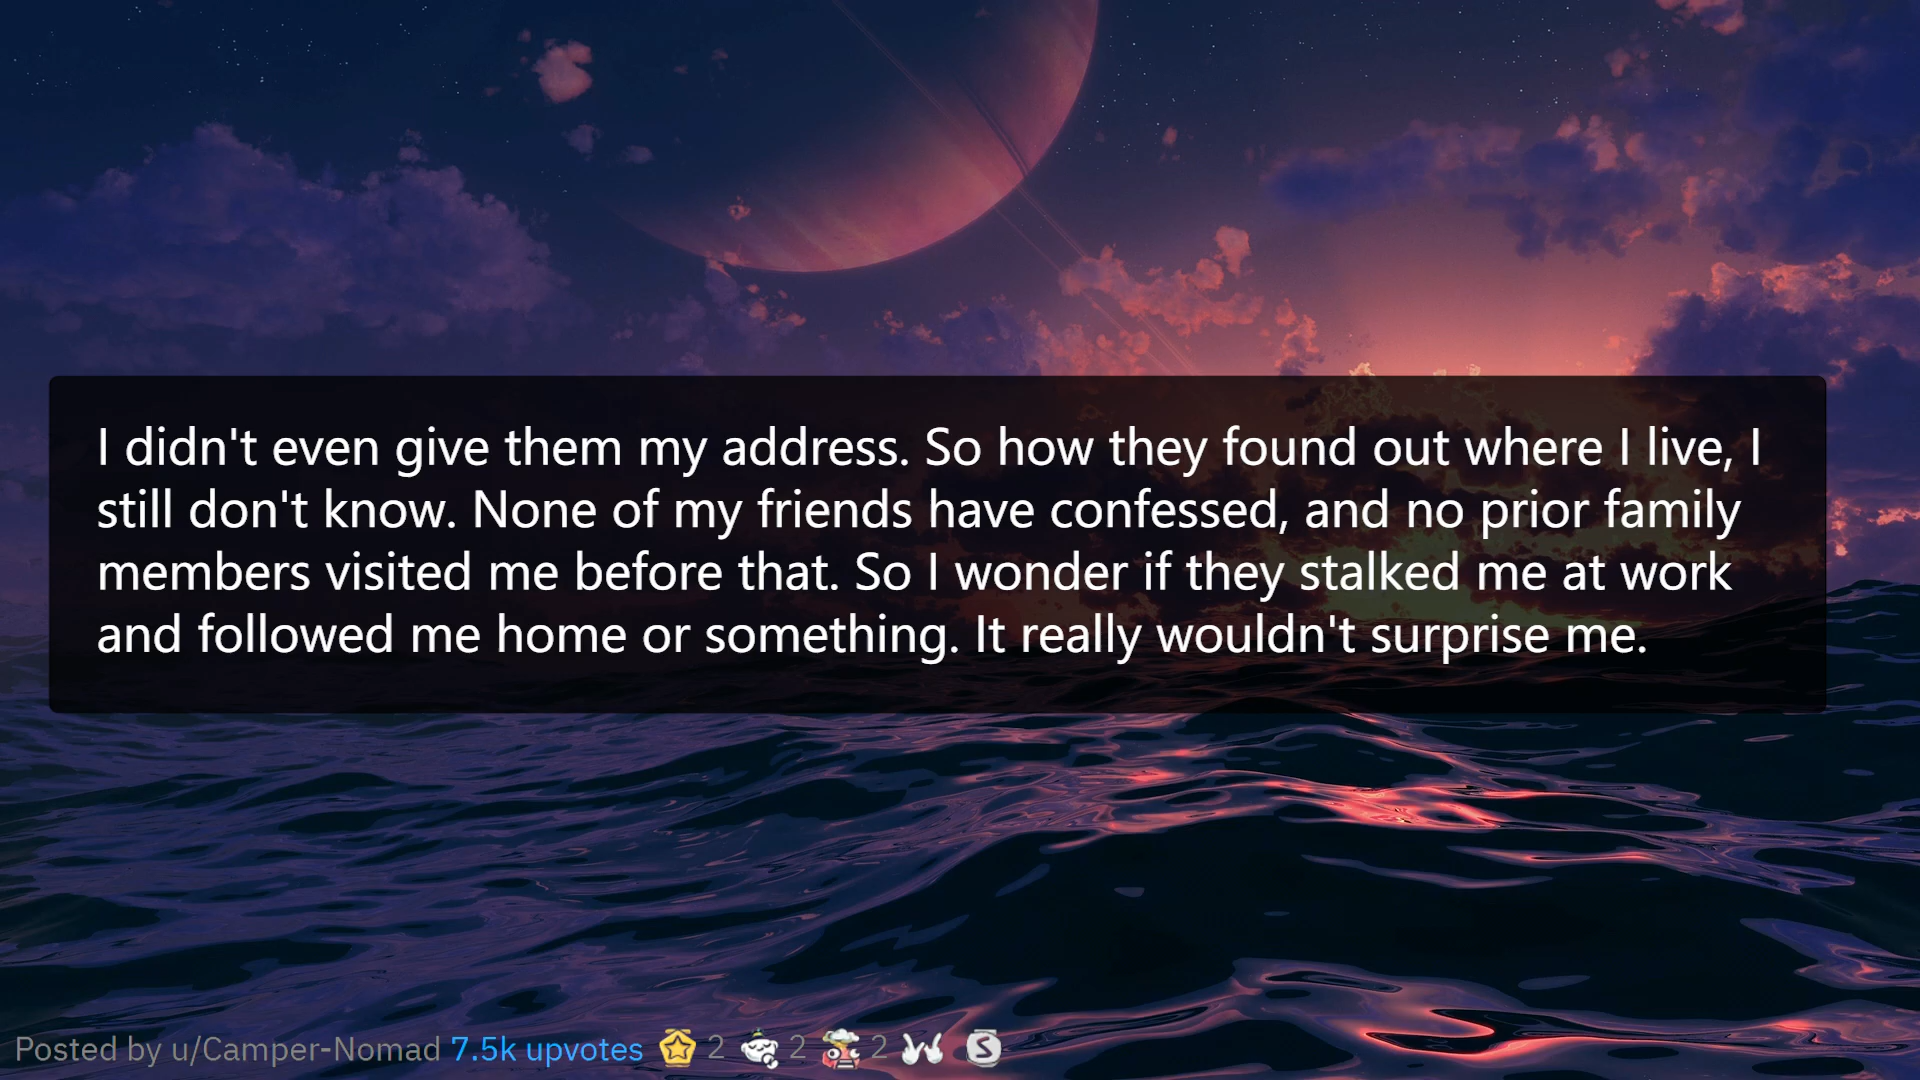 I didn't even give them my address. So how they found out where I live, I
still don't know. None of my friends have confessed, and no prior family
members visited me before that. So I wonder if they stalked me at work
and followed me home or something. It really wouldn't surprise me.
Posted by u/Camper-Nomad 7.5k upvotes 2 2 2 S